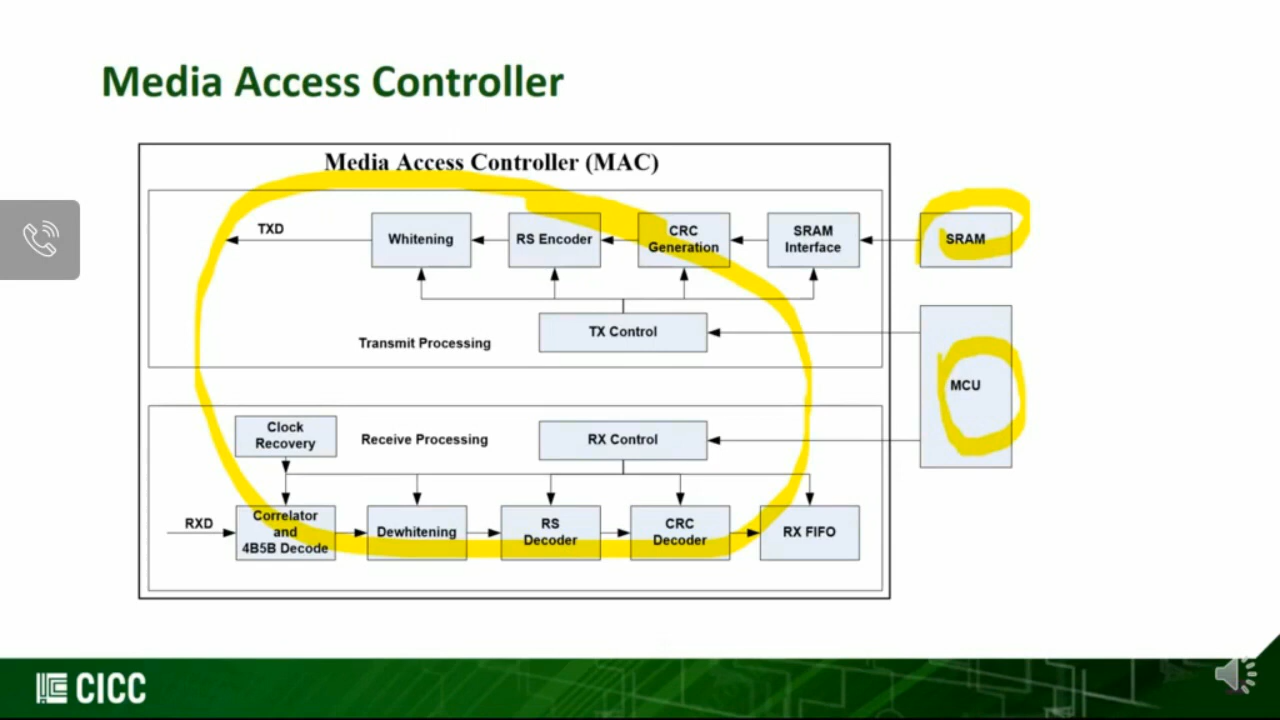 Media Access Controller
Media Access Controller (MAC)
TXD
Whitening
RS Encoder
CRC
Generation
SRAM
Interface
SRAM
TX Control
Transmit Processing
MCU
Clock
Recovery
Receive Processing
RX Control
RXD
Correlator
and
4B5B Decode
Dewhitening
RS
Decoder
CRC
Decoder
RX FIFO
CICC